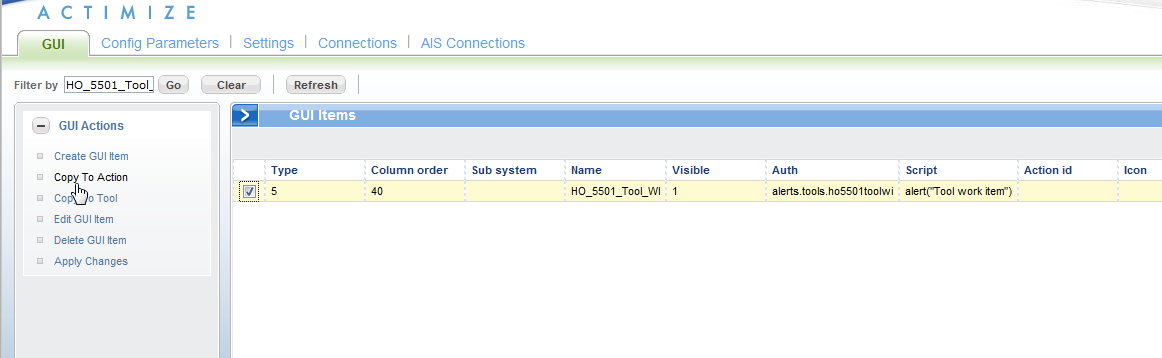 ACTIMIZE
GUI Config Parameters Settings Connections AIS Connections
Filter by HO_5501_Tool_ Go Clear Refresh
GUI Actions
Create GUI Item
Copy To Action
Copy To Tool
Edit GUI Item
Delete GUI Item
Apply Changes
GUI Items
Type Column order Sub system Name Visible Auth Script Action id Icon
5 40 HO_5501_Tool_WI 1 alerts.tools.ho5501toolwi alert("Tool work item")